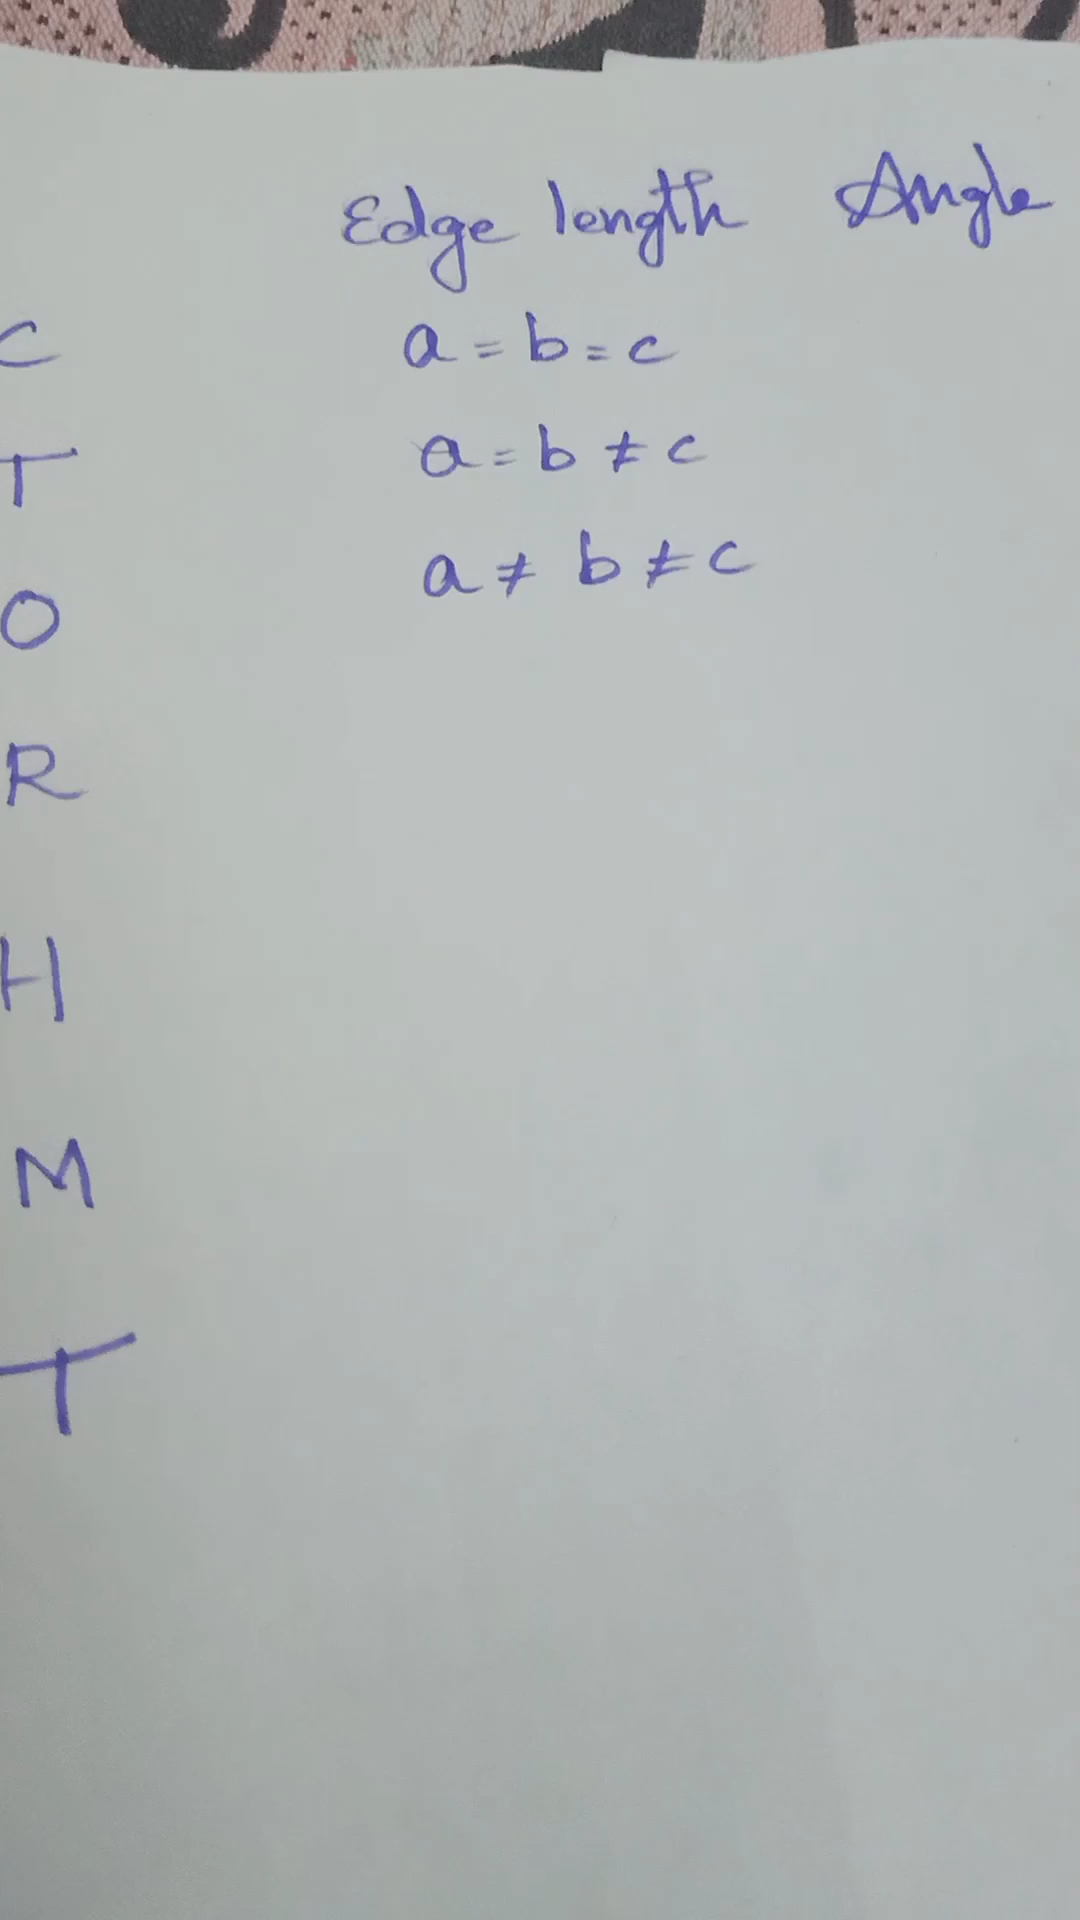 Edge length Angle
C a = b = c
T a = b ≠ c
O a ≠ b ≠ c
R
H
M
T